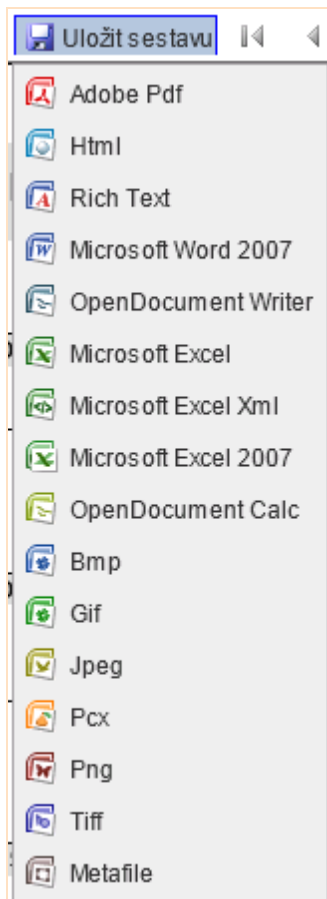 Uložit sestavu
Adobe Pdf
Html
Rich Text
Microsoft Word 2007
OpenDocument Writer
Microsoft Excel
Microsoft Excel Xml
Microsoft Excel 2007
OpenDocument Calc
Bmp
Gif
Jpeg
Pcx
Png
Tiff
Metafile